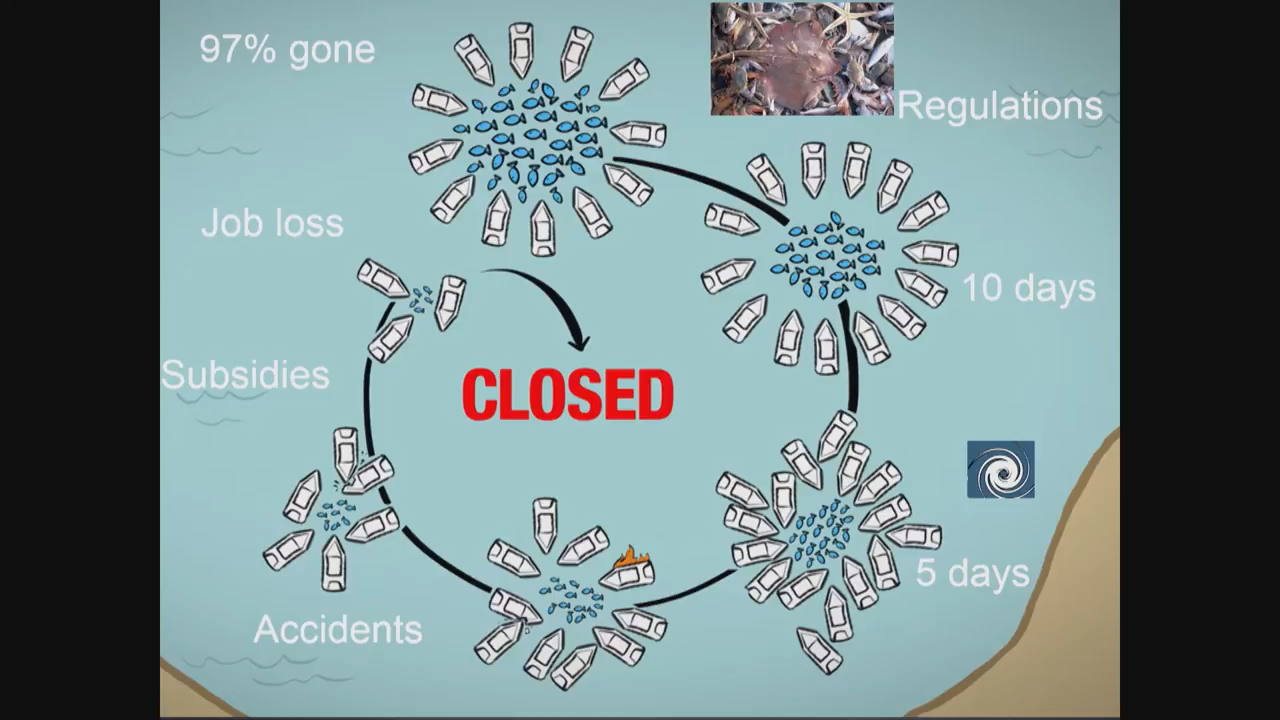 97% gone
Regulations
Job loss
10 days
Subsidies
CLOSED
5 days
Accidents